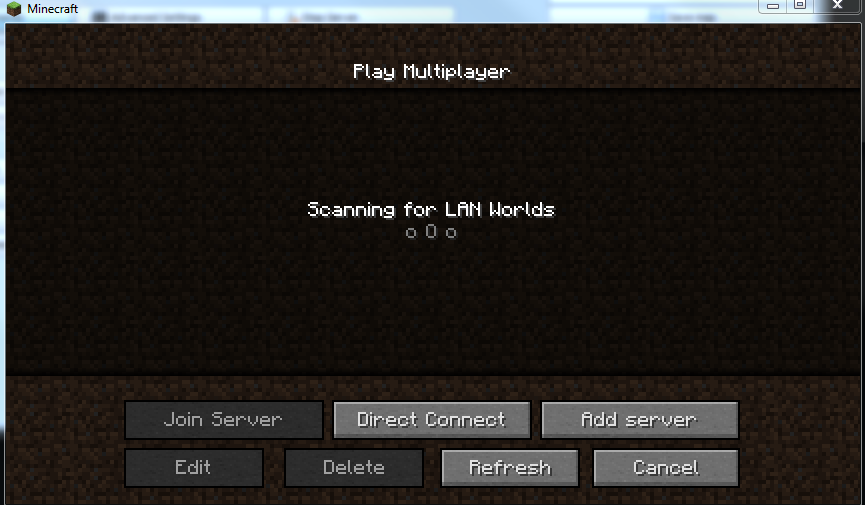 Minecraft
Play Multiplayer
Scanning for LAN Worlds
o O o
Join Server
Direct Connect
Add server
Edit
Delete
Refresh
Cancel